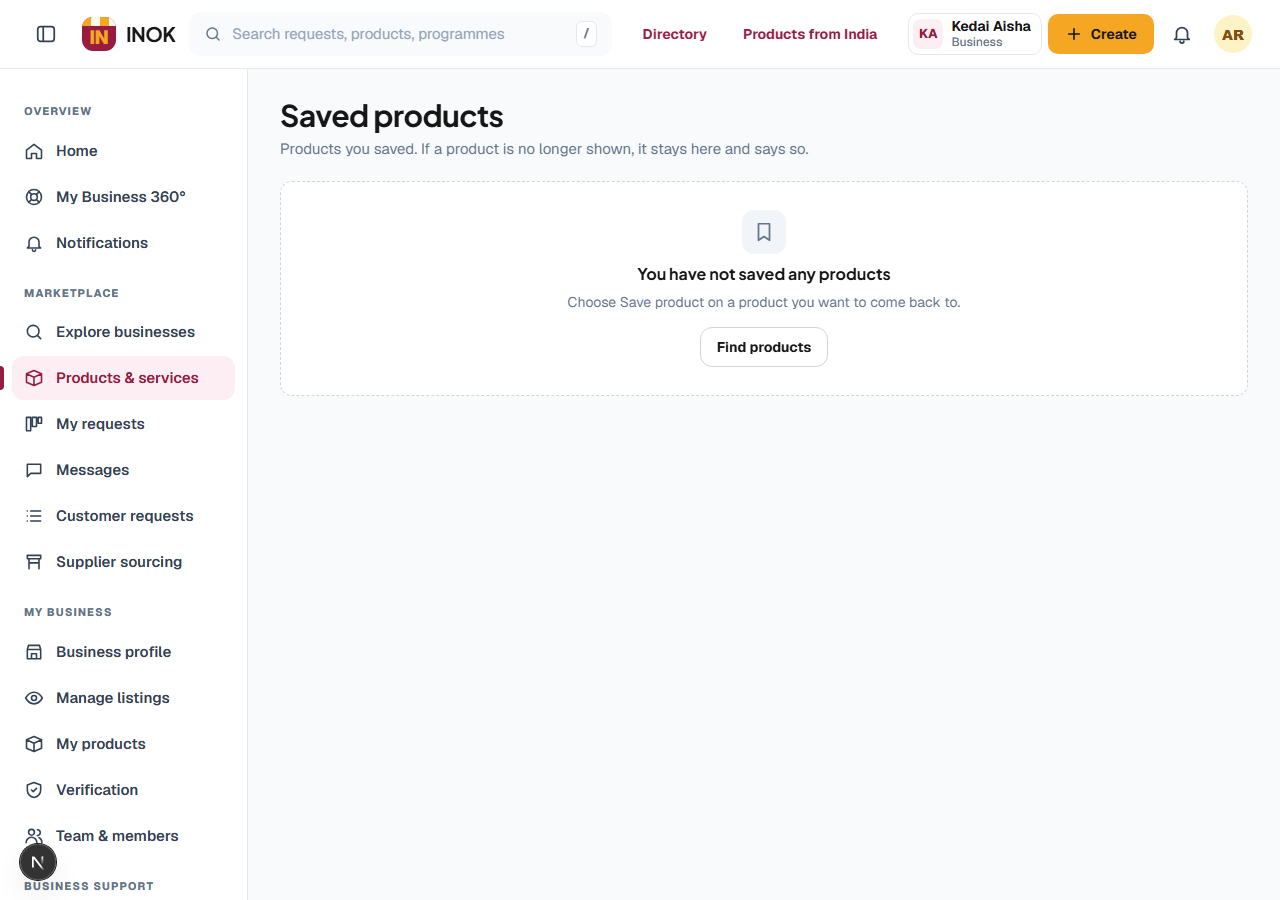 IN INOK
Search requests, products, programmes /
Directory
Products from India
KA Kedai Aisha
Business
Create
AR
OVERVIEW
Home
My Business 360°
Notifications
MARKETPLACE
Explore businesses
Products & services
My requests
Messages
Customer requests
Supplier sourcing
MY BUSINESS
Business profile
Manage listings
My products
Verification
Team & members
N
BUSINESS SUPPORT
Saved products
Products you saved. If a product is no longer shown, it stays here and says so.
You have not saved any products
Choose Save product on a product you want to come back to.
Find products